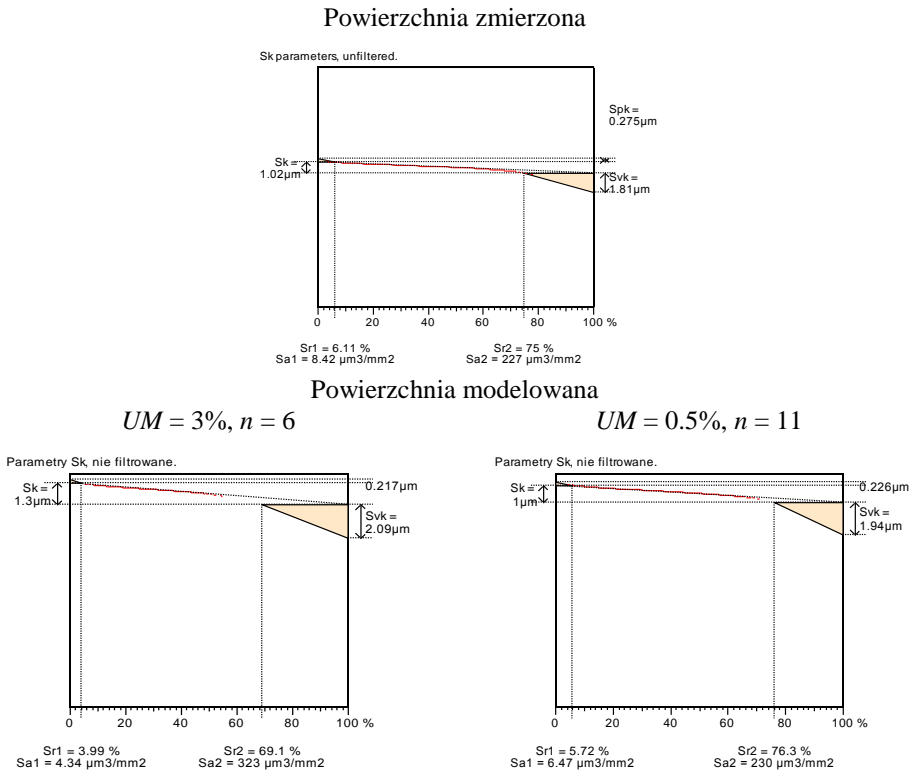 Powierzchnia zmierzona
Sk parameters, unfiltered.
Spk =
0.275µm
Sk =
1.02µm
Svk =
1.81µm
0 20 40 60 80 100 %
Sr1 = 6.11 % Sr2 = 75 %
Sa1 = 8.42 µm3/mm2 Sa2 = 227 µm3/mm2
Powierzchnia modelowana
UM = 3%, n = 6
UM = 0.5%, n = 11
Parametry Sk, nie filtrowane.
Sk =
1.3µm
0.217µm
Svk =
2.09µm
0 20 40 60 80 100 %
Sr1 = 3.99 % Sr2 = 69.1 %
Sa1 = 4.34 µm3/mm2 Sa2 = 323 µm3/mm2
Parametry Sk, nie filtrowane.
Sk =
1µm
0.226µm
Svk =
1.94µm
0 20 40 60 80 100 %
Sr1 = 5.72 % Sr2 = 76.3 %
Sa1 = 6.47 µm3/mm2 Sa2 = 230 µm3/mm2